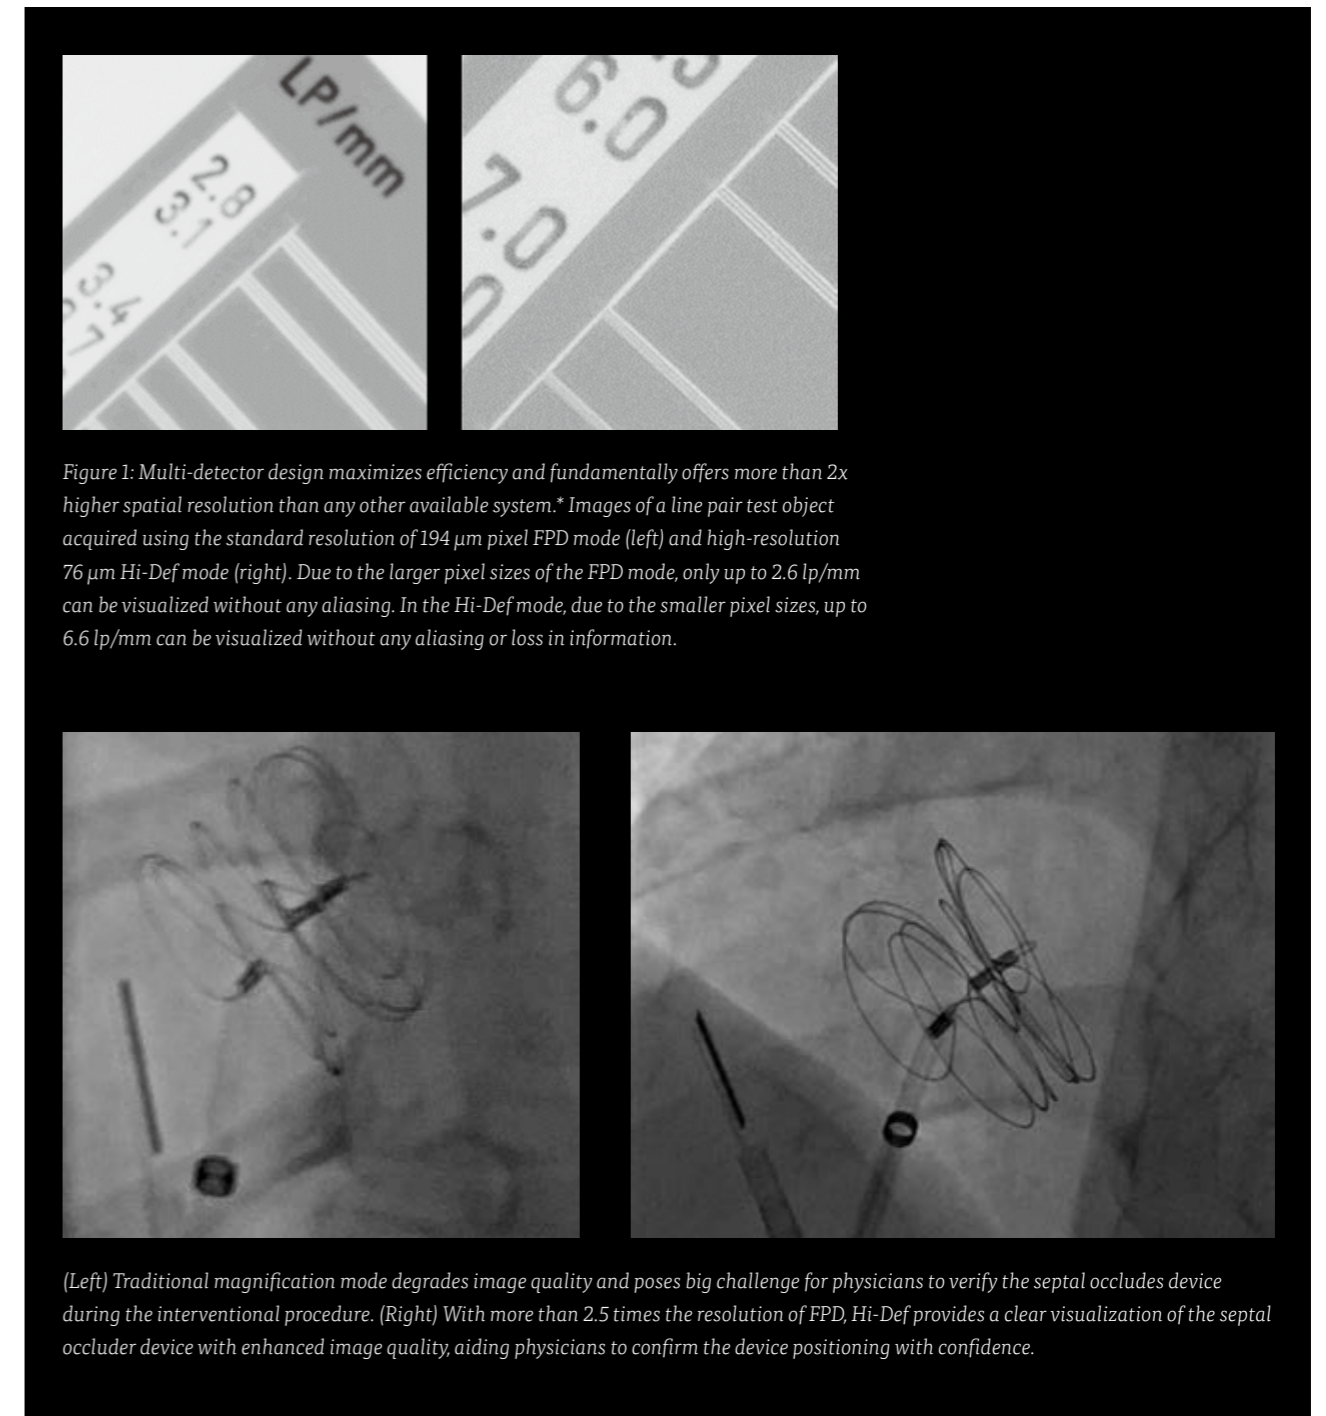 LP/mm
2.8
3.1
3.4
7
6.0
7.0
0
Figure 1: Multi-detector design maximizes efficiency and fundamentally offers more than 2x
higher spatial resolution than any other available system.* Images of a line pair test object
acquired using the standard resolution of 194 µm pixel FPD mode (left) and high-resolution
76 µm Hi-Def mode (right). Due to the larger pixel sizes of the FPD mode, only up to 2.6 lp/mm
can be visualized without any aliasing. In the Hi-Def mode, due to the smaller pixel sizes, up to
6.6 lp/mm can be visualized without any aliasing or loss in information.
(Left) Traditional magnification mode degrades image quality and poses big challenge for physicians to verify the septal occludes device
during the interventional procedure. (Right) With more than 2.5 times the resolution of FPD, Hi-Def provides a clear visualization of the septal
occluder device with enhanced image quality, aiding physicians to confirm the device positioning with confidence.